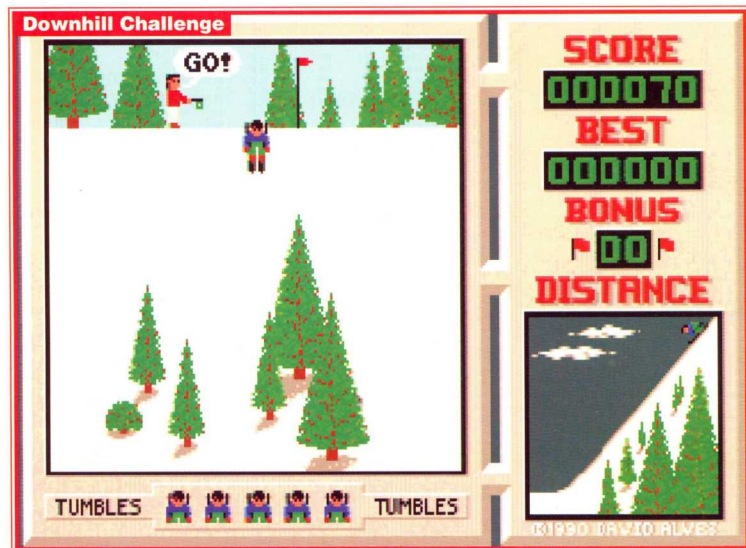 Downhill Challenge
GO!
SCORE
000070
BEST
000000
BONUS
00
DISTANCE
TUMBLES
TUMBLES
©1990 DAVID ALVES